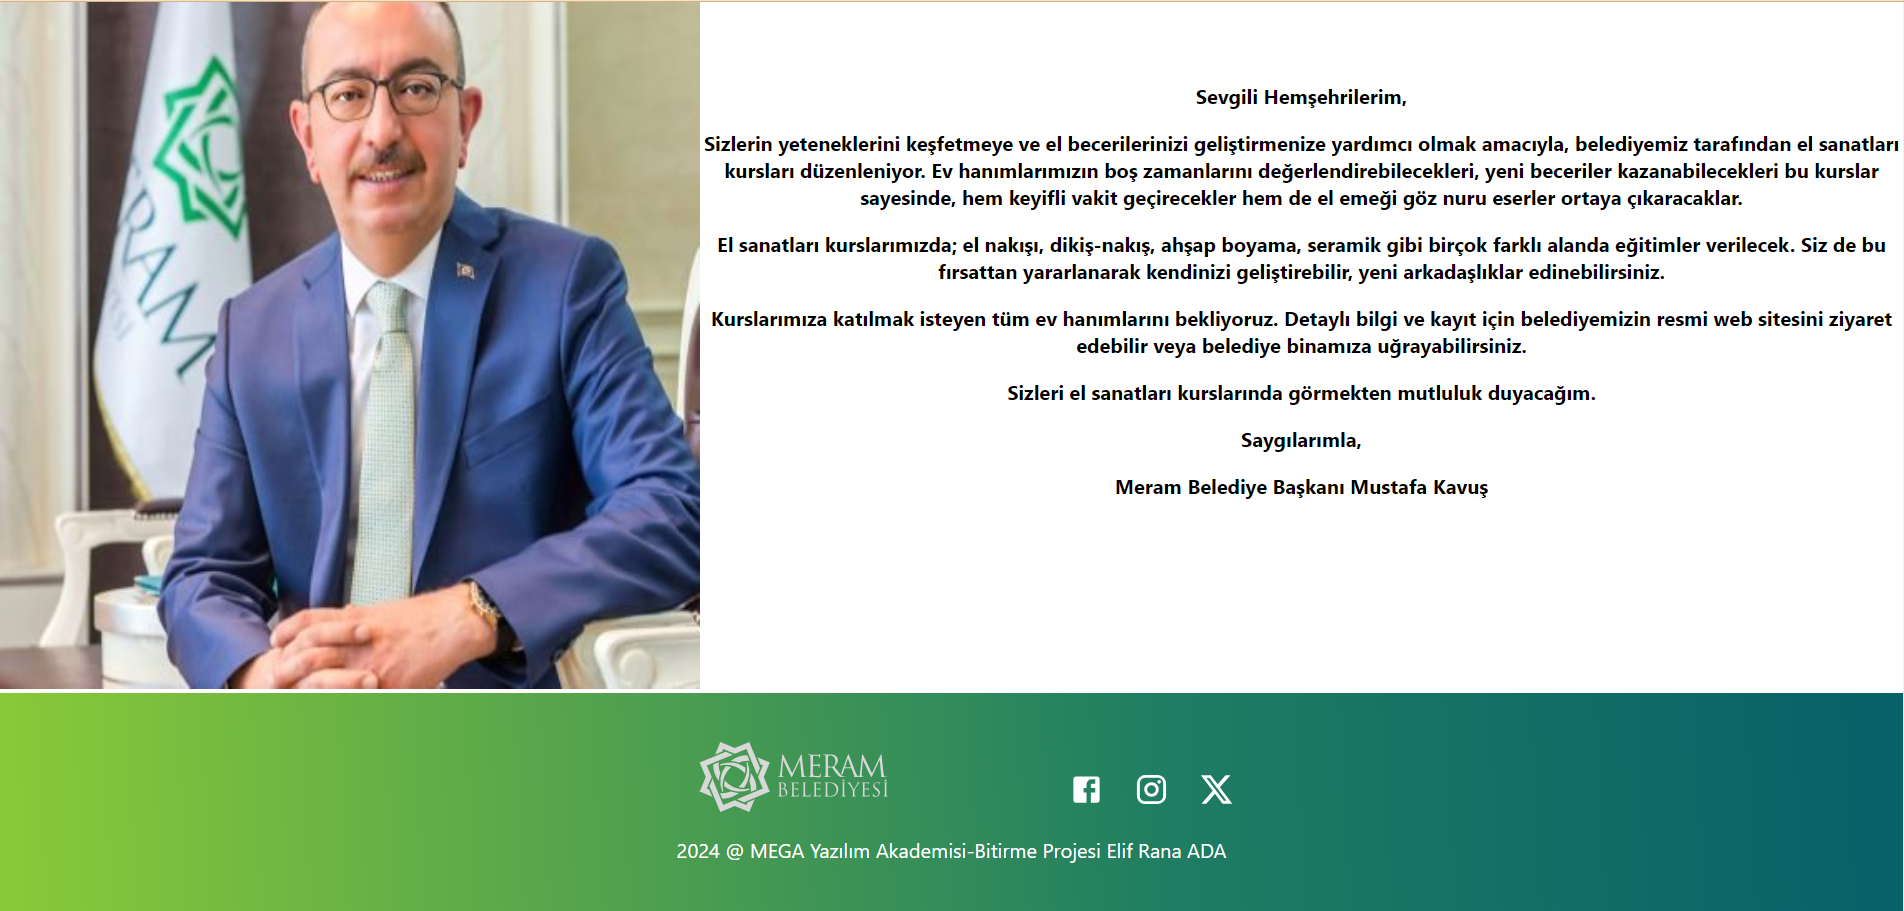 ERAM
Sevgili Hemşehrilerim,
Sizlerin yeteneklerini keşfetmeye ve el becerilerinizi geliştirmenize yardımcı olmak amacıyla, belediyemiz tarafından el sanatları
kursları düzenleniyor. Ev hanımlarımızın boş zamanlarını değerlendirebilecekleri, yeni beceriler kazanabilecekleri bu kurslar
sayesinde, hem keyifli vakit geçirecekler hem de el emeği göz nuru eserler ortaya çıkaracaklar.
El sanatları kurslarımızda; el nakışı, dikiş-nakış, ahşap boyama, seramik gibi birçok farklı alanda eğitimler verilecek. Siz de bu
fırsattan yararlanarak kendinizi geliştirebilir, yeni arkadaşlıklar edinebilirsiniz.
Kurslarımıza katılmak isteyen tüm ev hanımlarını bekliyoruz. Detaylı bilgi ve kayıt için belediyemizin resmi web sitesini ziyaret
edebilir veya belediye binamıza uğrayabilirsiniz.
Sizleri el sanatları kurslarında görmekten mutluluk duyacağım.
Saygılarımla,
Meram Belediye Başkanı Mustafa Kavuş
MERAM
BELEDİYESİ
2024 @ MEGA Yazılım Akademisi-Bitirme Projesi Elif Rana ADA